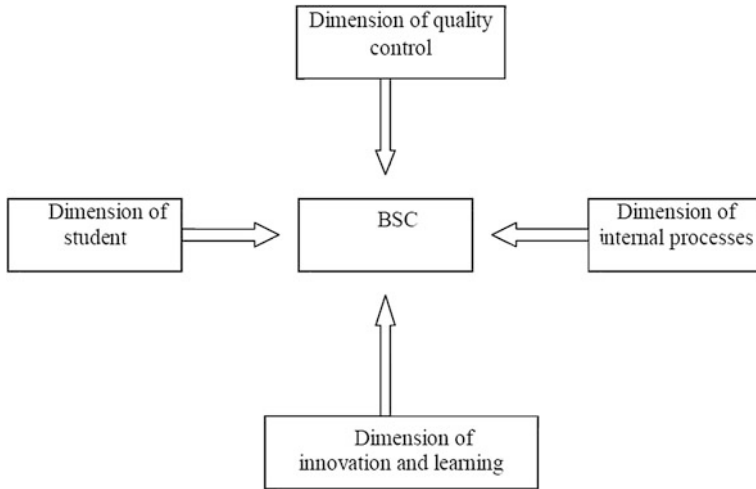 Dimension of quality
control
Dimension of
student
BSC
Dimension of
internal processes
Dimension of
innovation and learning